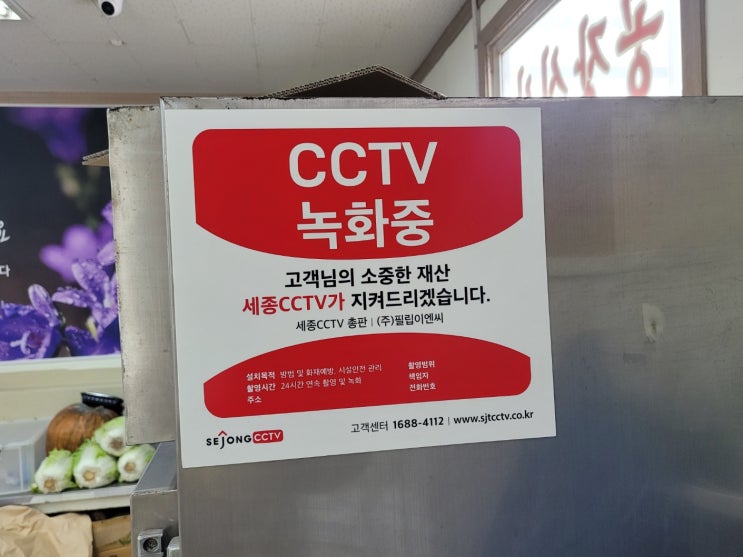 공장시
요
다
CCTV
녹화중
고객님의 소중한 재산
세종CCTV가 지켜드리겠습니다.
세종CCTV 총판 | (주)필립이엔씨
설치목적 방범 및 화재예방, 시설안전 관리
촬영시간 24시간 연속 촬영 및 녹화
주소
촬영범위
책임자
전화번호
SEJONG CCTV
고객센터 1688-4112 | www.sjtcctv.co.kr